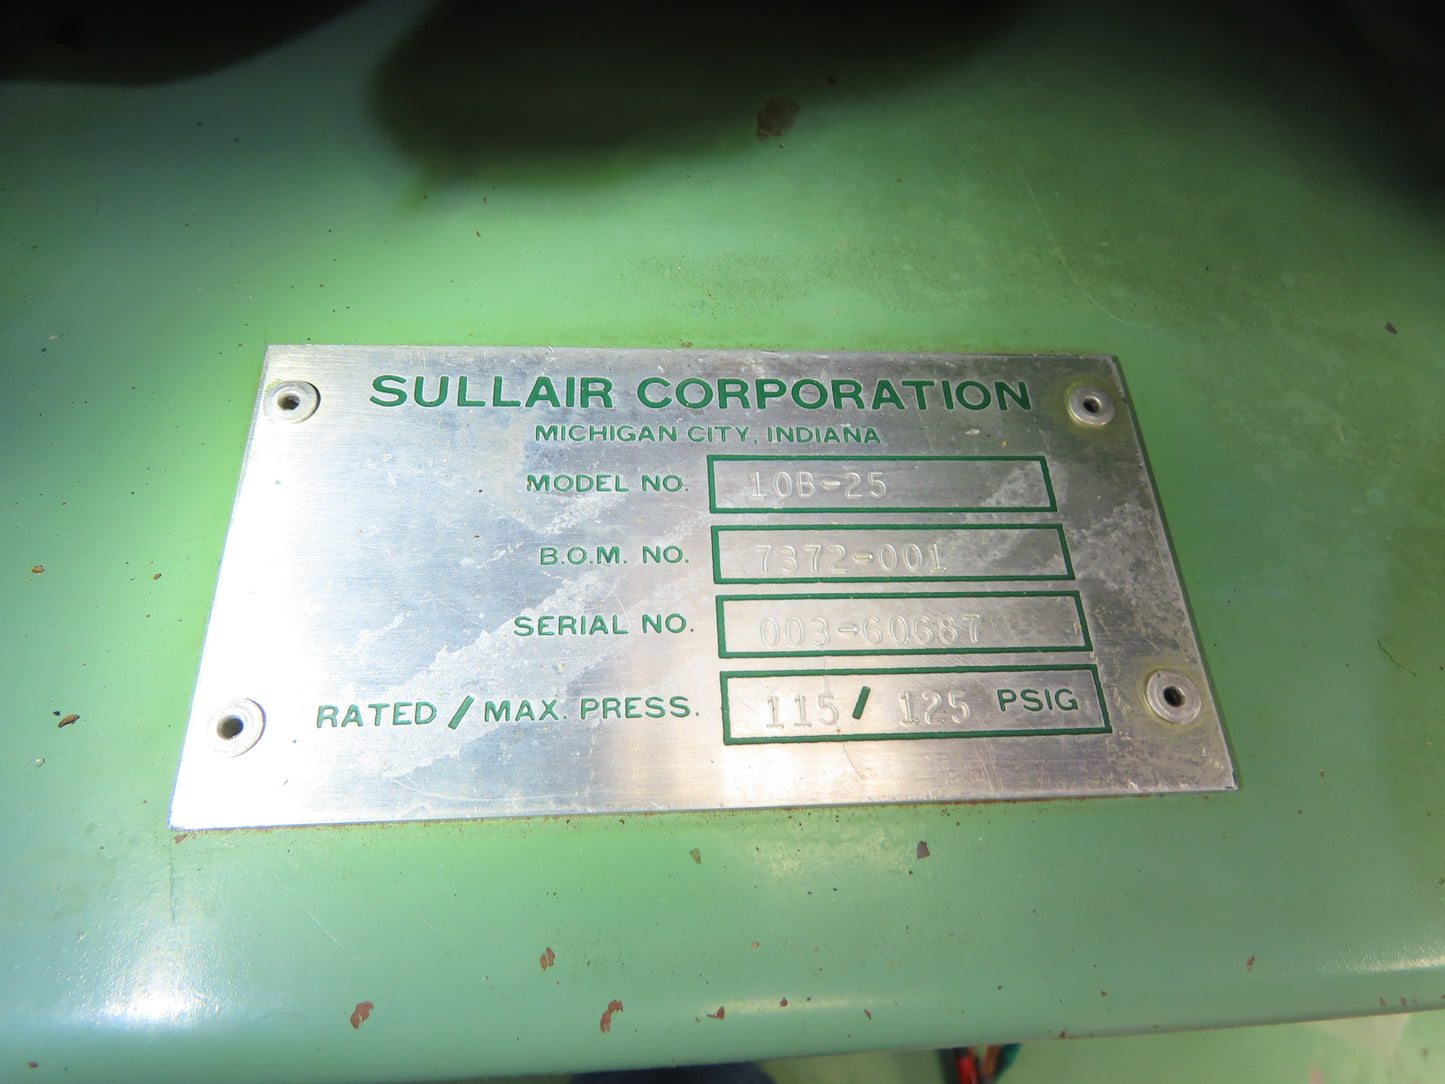 SULLAIR CORPORATION
MICHIGAN CITY, INDIANA
MODEL NO. 10B-25
B.O.M. NO. 7372-001
SERIAL NO. 003-60687
RATED / MAX. PRESS. 115 / 125 PSIG